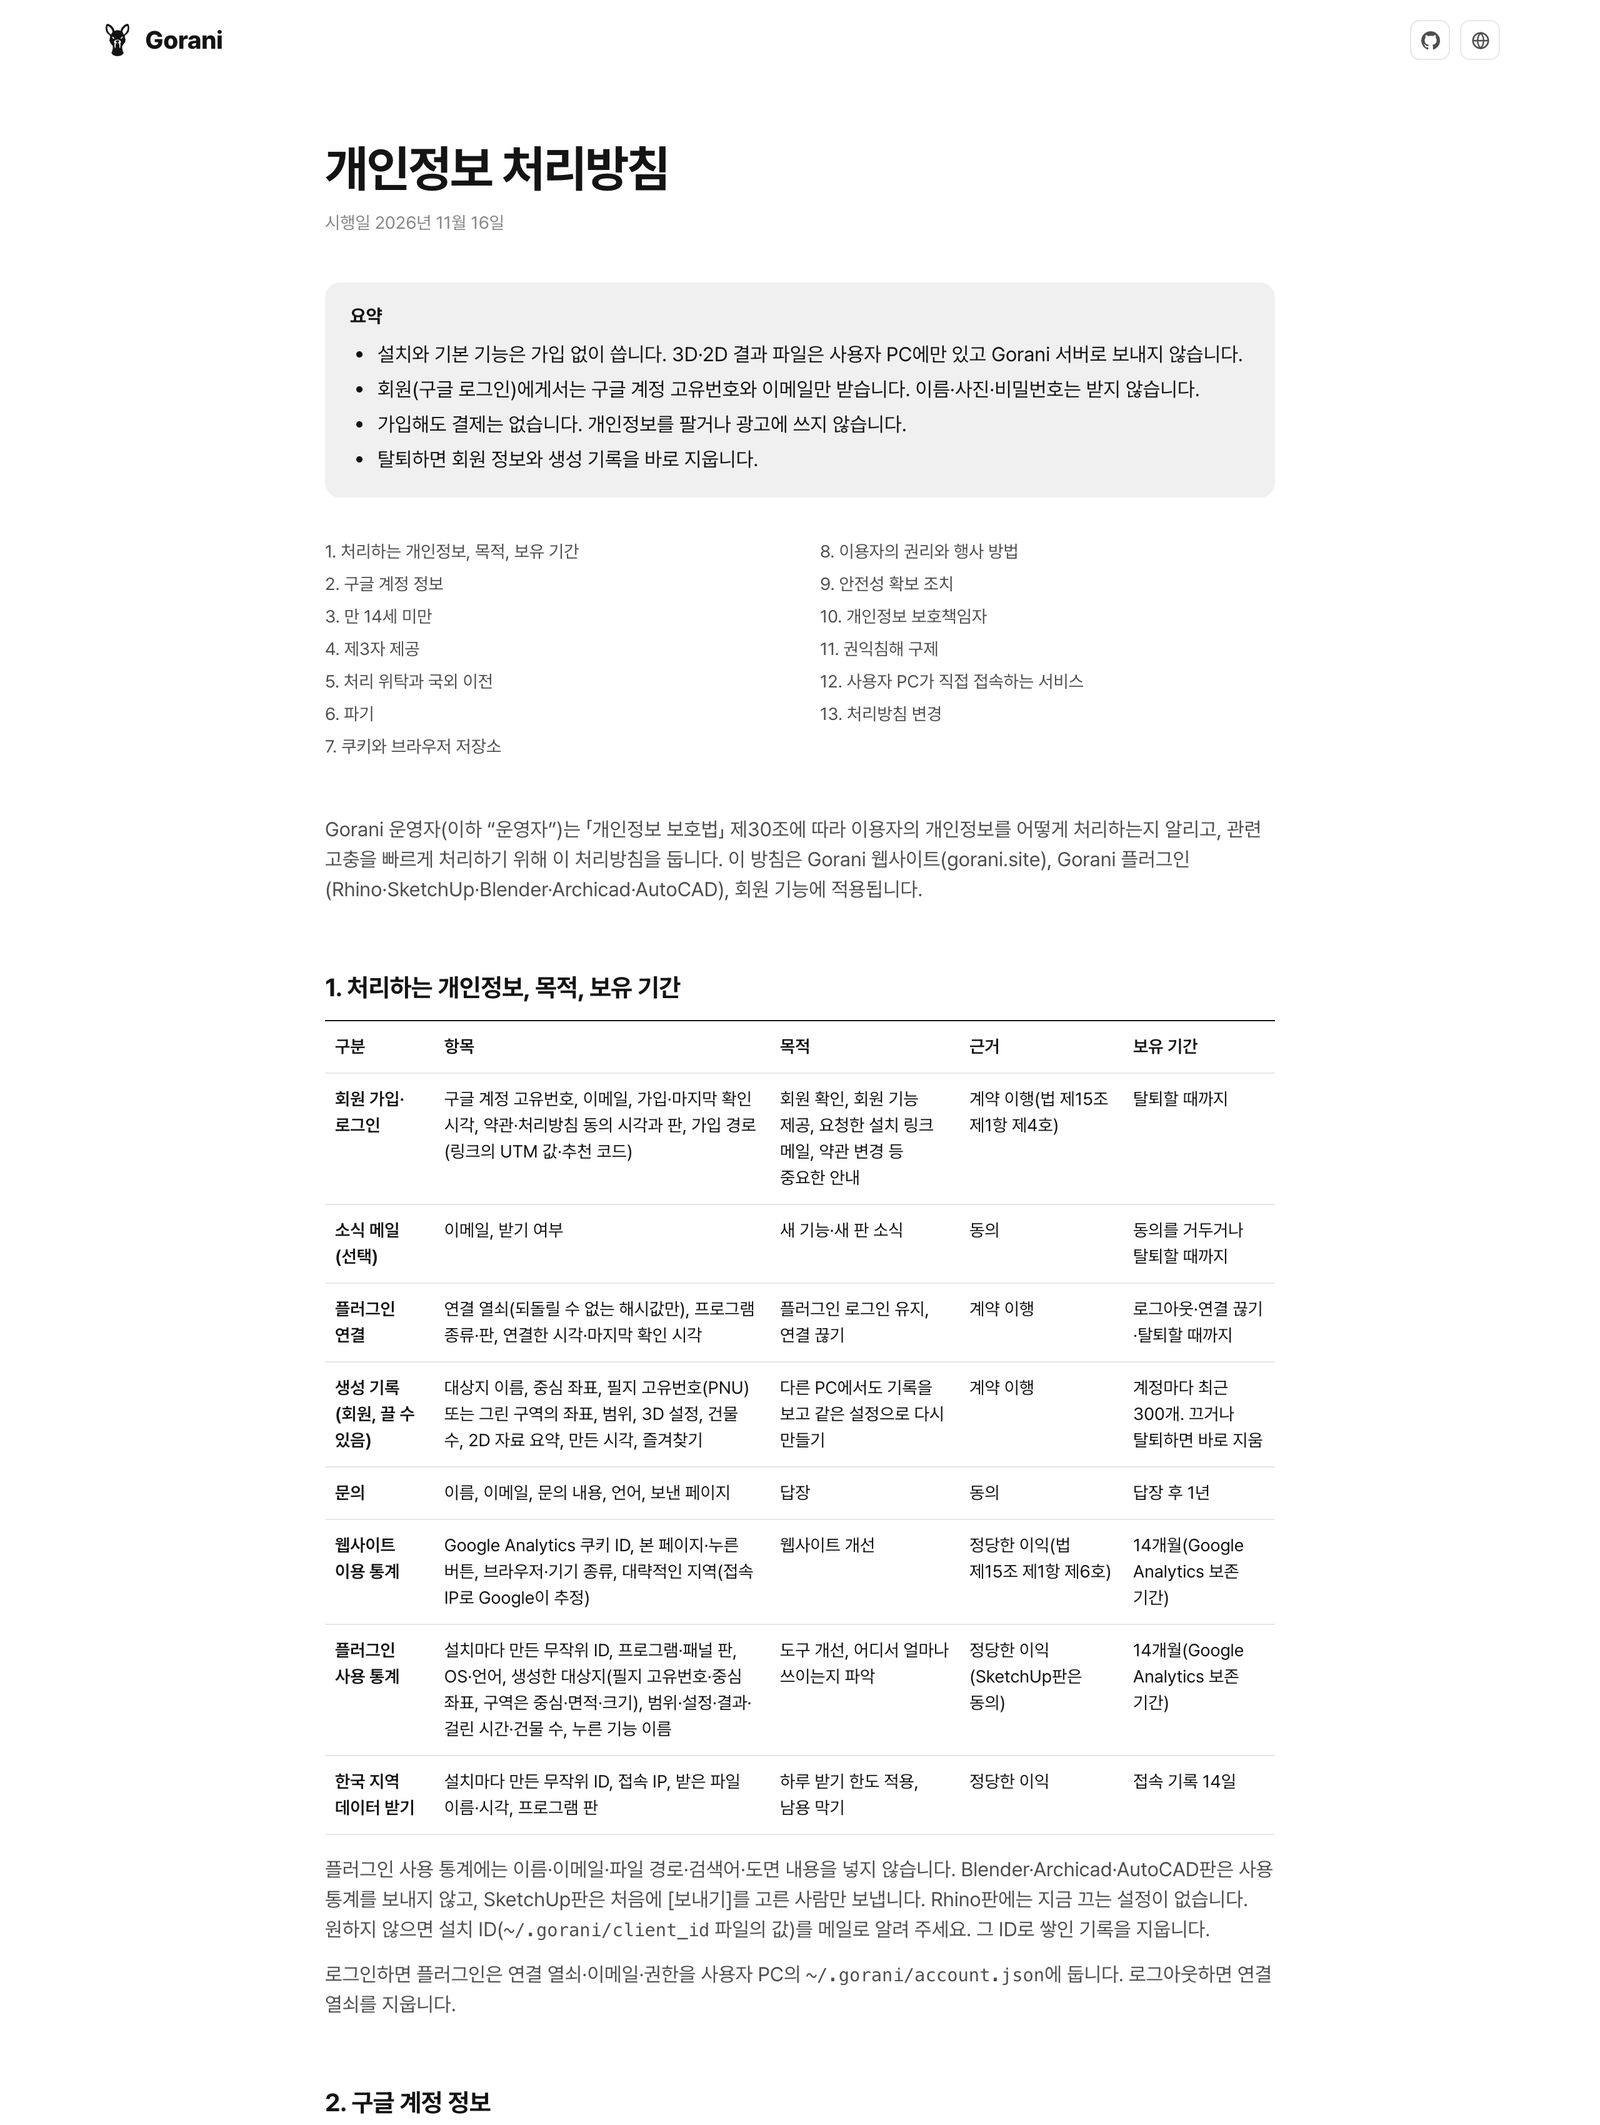 Gorani
개인정보 처리방침
시행일 2026년 11월 16일
요약
• 설치와 기본 기능은 가입 없이 씁니다. 3D·2D 결과 파일은 사용자 PC에만 있고 Gorani 서버로 보내지 않습니다.
• 회원(구글 로그인)에게서는 구글 계정 고유번호와 이메일만 받습니다. 이름·사진·비밀번호는 받지 않습니다.
• 가입해도 결제는 없습니다. 개인정보를 팔거나 광고에 쓰지 않습니다.
• 탈퇴하면 회원 정보와 생성 기록을 바로 지웁니다.
1. 처리하는 개인정보, 목적, 보유 기간
2. 구글 계정 정보
3. 만 14세 미만
4. 제3자 제공
5. 처리 위탁과 국외 이전
6. 파기
7. 쿠키와 브라우저 저장소
8. 이용자의 권리와 행사 방법
9. 안전성 확보 조치
10. 개인정보 보호책임자
11. 권익침해 구제
12. 사용자 PC가 직접 접속하는 서비스
13. 처리방침 변경
Gorani 운영자(이하 “운영자”)는 「개인정보 보호법」 제30조에 따라 이용자의 개인정보를 어떻게 처리하는지 알리고, 관련
고충을 빠르게 처리하기 위해 이 처리방침을 둡니다. 이 방침은 Gorani 웹사이트(gorani.site), Gorani 플러그인
(Rhino·SketchUp·Blender·Archicad·AutoCAD), 회원 기능에 적용됩니다.
1. 처리하는 개인정보, 목적, 보유 기간
구분 항목 목적 근거 보유 기간
회원 가입· 구글 계정 고유번호, 이메일, 가입·마지막 확인 회원 확인, 회원 기능 계약 이행(법 제15조 탈퇴할 때까지
로그인 시각, 약관·처리방침 동의 시각과 판, 가입 경로 제공, 요청한 설치 링크 제1항 제4호)
(링크의 UTM 값·추천 코드) 메일, 약관 변경 등
중요한 안내
소식 메일 이메일, 받기 여부 새 기능·새 판 소식 동의 동의를 거두거나
(선택) 탈퇴할 때까지
플러그인 연결 열쇠(되돌릴 수 없는 해시값만), 프로그램 플러그인 로그인 유지, 계약 이행 로그아웃·연결 끊기
연결 종류·판, 연결한 시각·마지막 확인 시각 연결 끊기 ·탈퇴할 때까지
생성 기록 대상지 이름, 중심 좌표, 필지 고유번호(PNU) 다른 PC에서도 기록을 계약 이행 계정마다 최근
(회원, 끌 수 또는 그린 구역의 좌표, 범위, 3D 설정, 건물 보고 같은 설정으로 다시 300개. 끄거나
있음) 수, 2D 자료 요약, 만든 시각, 즐겨찾기 만들기 탈퇴하면 바로 지움
문의 이름, 이메일, 문의 내용, 언어, 보낸 페이지 답장 동의 답장 후 1년
웹사이트 Google Analytics 쿠키 ID, 본 페이지·누른 웹사이트 개선 정당한 이익(법 14개월(Google
이용 통계 버튼, 브라우저·기기 종류, 대략적인 지역(접속 제15조 제1항 제6호) Analytics 보존
IP로 Google이 추정) 기간)
플러그인 설치마다 만든 무작위 ID, 프로그램·패널 판, 도구 개선, 어디서 얼마나 정당한 이익 14개월(Google
사용 통계 OS·언어, 생성한 대상지(필지 고유번호·중심 쓰이는지 파악 (SketchUp판은 Analytics 보존
좌표, 구역은 중심·면적·크기), 범위·설정·결과· 동의) 기간)
걸린 시간·건물 수, 누른 기능 이름
한국 지역 설치마다 만든 무작위 ID, 접속 IP, 받은 파일 하루 받기 한도 적용, 정당한 이익 접속 기록 14일
데이터 받기 이름·시각, 프로그램 판 남용 막기
플러그인 사용 통계에는 이름·이메일·파일 경로·검색어·도면 내용을 넣지 않습니다. Blender·Archicad·AutoCAD판은 사용
통계를 보내지 않고, SketchUp판은 처음에 [보내기]를 고른 사람만 보냅니다. Rhino판에는 지금 끄는 설정이 없습니다.
원하지 않으면 설치 ID(~/.gorani/client_id 파일의 값)를 메일로 알려 주세요. 그 ID로 쌓인 기록을 지웁니다.
로그인하면 플러그인은 연결 열쇠·이메일·권한을 사용자 PC의 ~/.gorani/account.json에 둡니다. 로그아웃하면 연결
열쇠를 지웁니다.
2. 구글 계정 정보